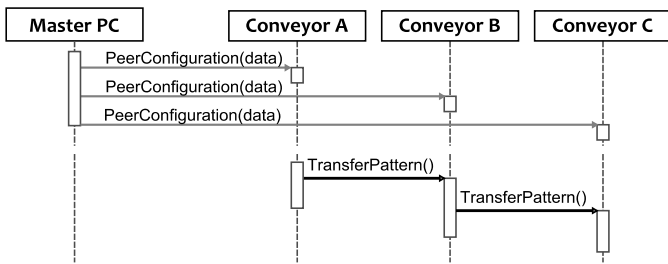 Master PC
Conveyor A
Conveyor B
Conveyor C
PeerConfiguration(data)
PeerConfiguration(data)
PeerConfiguration(data)
TransferPattern()
TransferPattern()